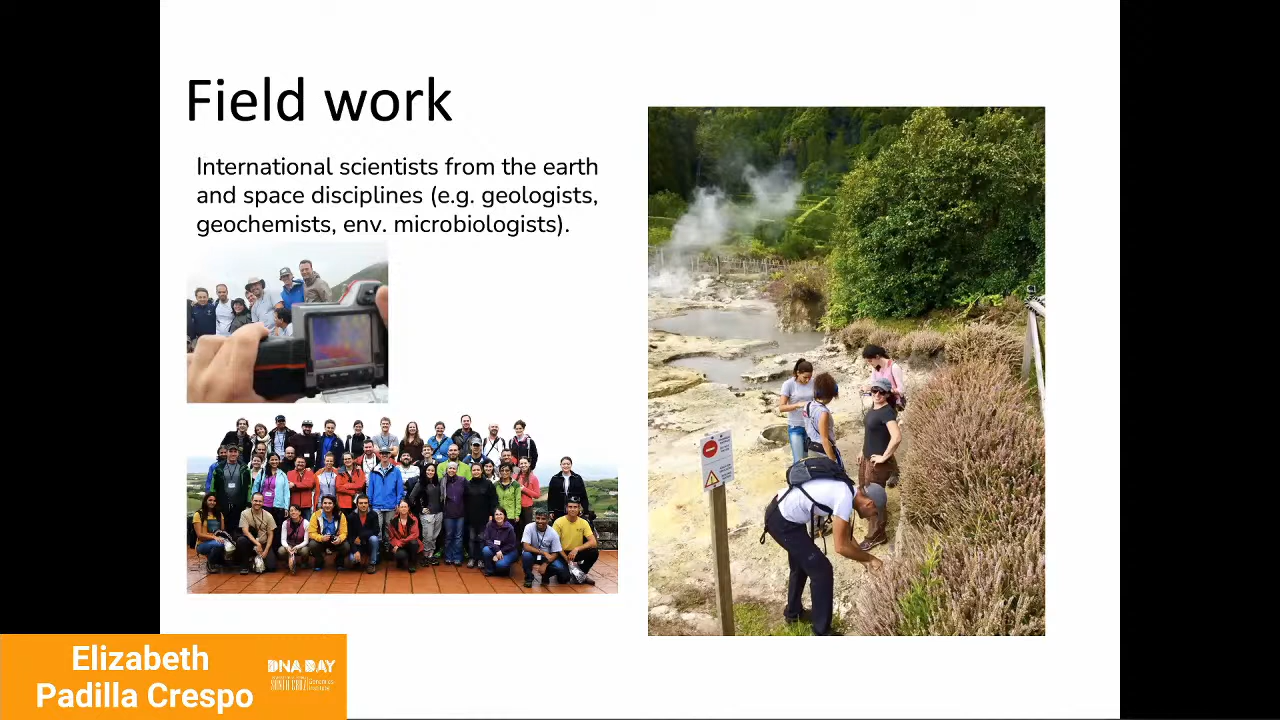 Field work
International scientists from the earth
and space disciplines (e.g. geologists,
geochemists, env. microbiologists).
Elizabeth
Padilla Crespo
DNA DAY